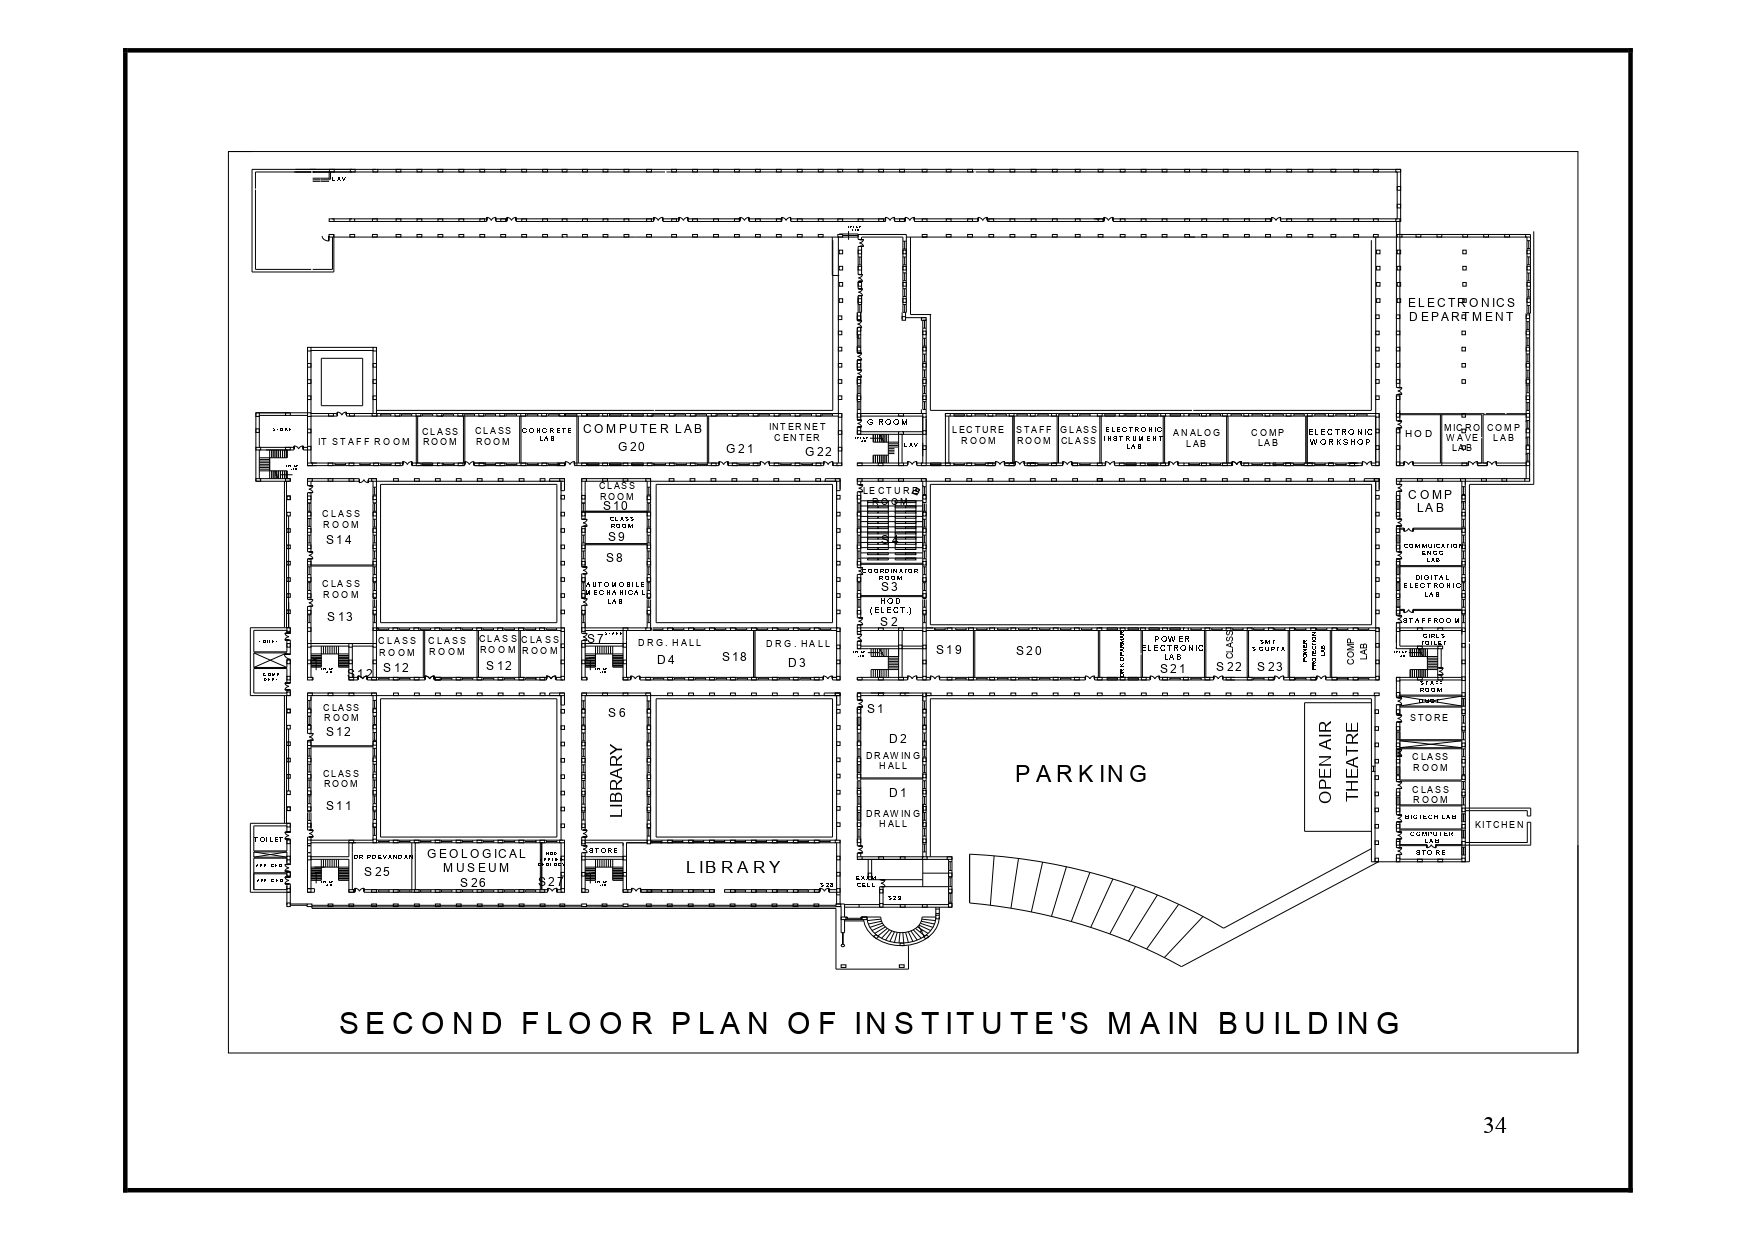 LAV
ELECTRONICS
DEPARTMENT
IT STAFF ROOM
CLASS
ROOM
CLASS
ROOM
CONCRETE
LAB
COMPUTER LAB
G20
G21
INTERNET
CENTER
G22
G ROOM
LAV
LECTURE
ROOM
STAFF
ROOM
GLASS
CLASS
ELECTRONIC
INSTRUMENT
LAB
ANALOG
LAB
COMP
LAB
ELECTRONIC
WORKSHOP
HOD
MICRO
WAVE
LAB
COMP
LAB
CLASS
ROOM
S14
CLASS
ROOM
S13
CLASS
ROOM
S10
CLASS
ROOM
S9
S8
AUTOMOBILE
MECHANICAL
LAB
LECTURE
ROOM
S4
COORDINATOR
ROOM
S3
HOD
(ELECT.)
S2
COMP
LAB
COMMUICATION
ENGG
LAB
DIGITAL
ELECTRONIC
LAB
STAFFROOM
GIRLS
TOILET
S12
CLASS
ROOM
S12
CLASS
ROOM
CLASS
ROOM
S12
CLASS
ROOM
S7
DRG. HALL
D4
S18
DRG. HALL
D3
S19
S20
POWER
ELECTRONIC
LAB
S21
CLASS
S22
SMT
S GUPTA
S23
POWER
PROTECTION
LAB
COMP
LAB
STAFF
ROOM
STORE
CLASS
ROOM
CLASS
ROOM
BIOTECH LAB
COMPUTER
LAB
STORE
KITCHEN
CLASS
ROOM
S12
CLASS
ROOM
S11
S6
LIBRARY
S1
D2
DRAWING
HALL
D1
DRAWING
HALL
PARKING
OPEN AIR
THEATRE
TOILET
DR PDEVANDAN
S25
GEOLOGICAL
MUSEUM
S26
S27
STORE
LIBRARY
S28
EXAM
CELL
S29
SECOND FLOOR PLAN OF INSTITUTE'S MAIN BUILDING
34